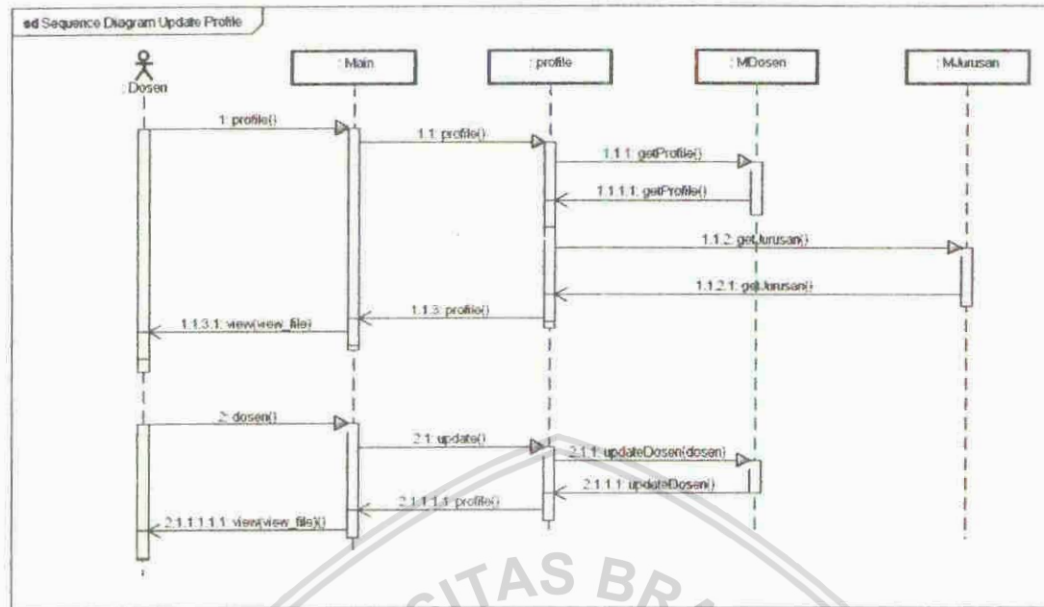 sd Sequence Diagram Update Profile
: Dosen
: Main
: profile
: MDosen
: MJurusan
1: profile()
1.1: profile()
1.1.1: getProfile()
1.1.1.1: getProfile()
1.1.2: getJurusan()
1.1.2.1: getJurusan()
1.1.3: profile()
1.1.3.1: view(view_file)
2: dosen()
2.1: update()
2.1.1: updateDosen(dosen)
2.1.1.1: updateDosen()
2.1.1.1.1: profile()
2.1.1.1.1.1: view(view_file)()
SITAS BRA